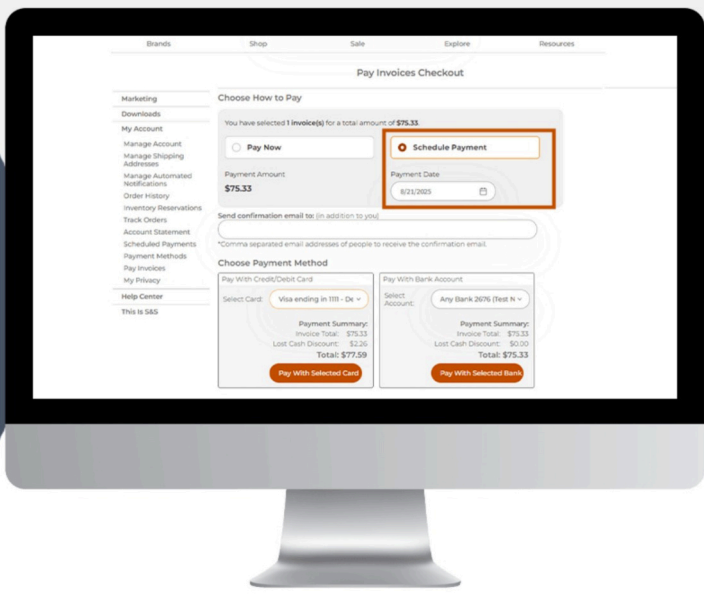 Brands Shop Sale Explore Resources
Pay Invoices Checkout
Marketing
Downloads
My Account
Manage Account
Manage Shipping
Addresses
Manage Automated
Notifications
Order History
Inventory Reservations
Track Orders
Account Statement
Scheduled Payments
Payment Methods
Pay Invoices
My Privacy
Help Center
This Is S&S
Choose How to Pay
You have selected 1 invoice(s) for a total amount of $75.33.
Pay Now
Schedule Payment
Payment Amount
$75.33
Payment Date
8/21/2025
Send confirmation email to: (in addition to you)
*Comma separated email addresses of people to receive the confirmation email.
Choose Payment Method
Pay With Credit/Debit Card
Select Card: Visa ending in 1111 - De
Payment Summary:
Invoice Total: $75.33
Lost Cash Discount: $2.26
Total: $77.59
Pay With Selected Card
Pay With Bank Account
Select
Account:
Any Bank 2676 (Test N
Payment Summary:
Invoice Total: $75.33
Lost Cash Discount: $0.00
Total: $75.33
Pay With Selected Bank